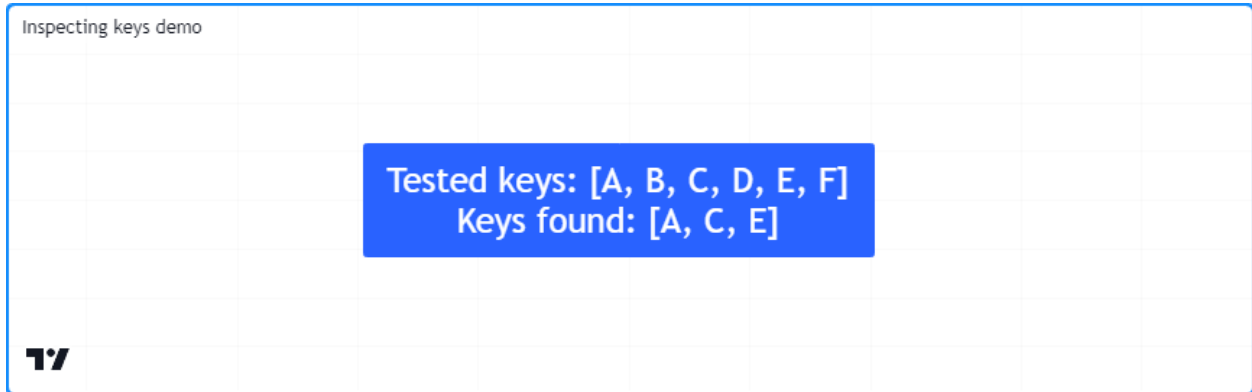 Inspecting keys demo
Tested keys: [A, B, C, D, E, F]
Keys found: [A, C, E]